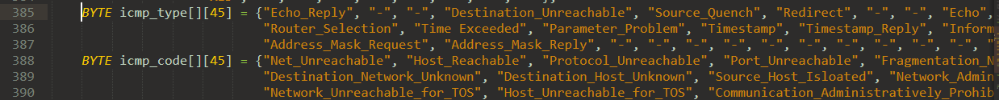 385 BYTE icmp_type[][45] = {"Echo_Reply", "-", "-", "Destination_Unreachable", "Source_Quench", "Redirect", "-", "-", "Echo",
386 "Router_Selection", "Time Exceeded", "Parameter_Problem", "Timestamp", "Timestamp_Reply", "Inform
387 "Address_Mask_Request", "Address_Mask_Reply", "-", "-", "-", "-", "-", "-", "-", "-", "-", "-", "
388 BYTE icmp_code[][45] = {"Net_Unreachable", "Host_Reachable", "Protocol_Unreachable", "Port_Unreachable", "Fragmentation_N
389 "Destination_Network_Unknown", "Destination_Host_Unknown", "Source_Host_Isloated", "Network_Admin
390 "Network_Unreachable_for_TOS", "Host_Unreachable_for_TOS", "Communication_Administratively_Prohib